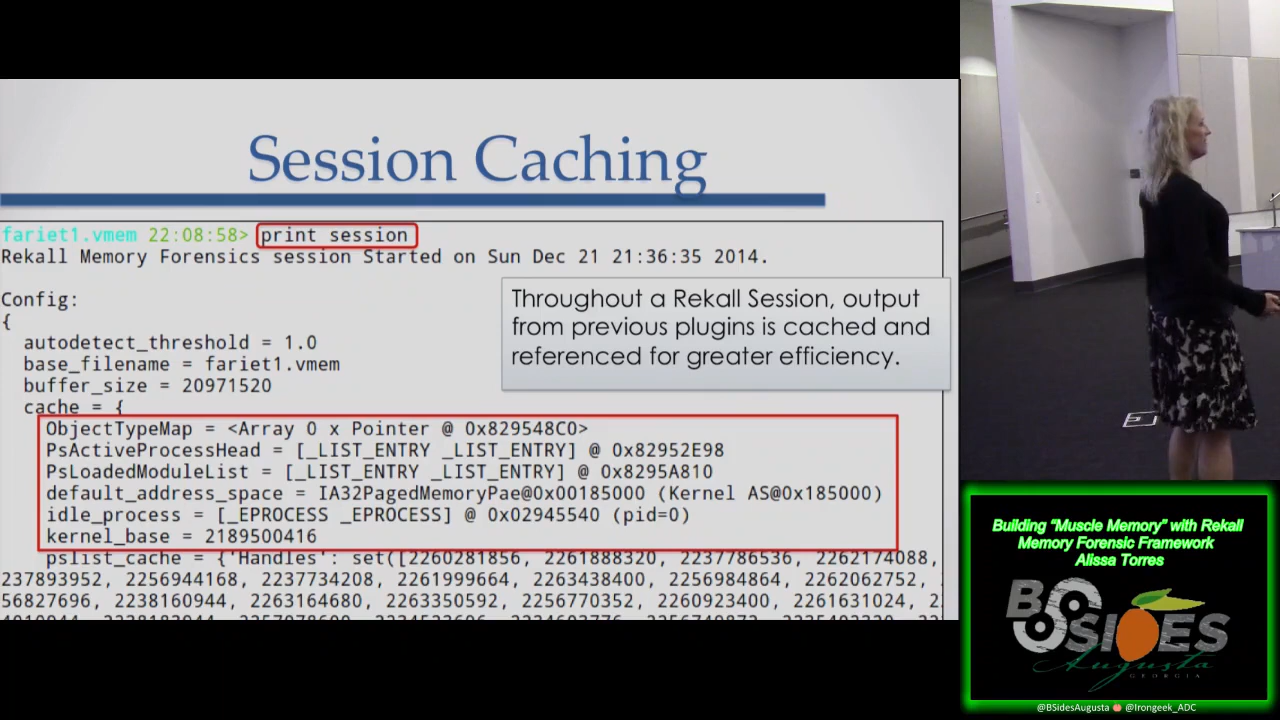 Session Caching
fariet1.vmem 22:08:58> print session
Rekall Memory Forensics session Started on Sun Dec 21 21:36:35 2014.
Config:
{
autodetect_threshold = 1.0
base_filename = fariet1.vmem
buffer_size = 20971520
cache = {
ObjectTypeMap = <Array 0 x Pointer @ 0x829548C0>
PsActiveProcessHead = [_LIST_ENTRY _LIST_ENTRY] @ 0x82952E98
PsLoadedModuleList = [_LIST_ENTRY _LIST_ENTRY] @ 0x8295A810
default_address_space = IA32PagedMemoryPae@0x00185000 (Kernel AS@0x185000)
idle_process = [_EPROCESS _EPROCESS] @ 0x02945540 (pid=0)
kernel_base = 2189500416
pslist_cache = {'Handles': set([2260281856, 2261888320, 2237786536, 2262174088,
237893952, 2256944168, 2237734208, 2261999664, 2263438400, 2256984864, 2262062752,
56827696, 2238160944, 2263164680, 2263350592, 2256770352, 2260923400, 2261631024, 2
Throughout a Rekall Session, output
from previous plugins is cached and
referenced for greater efficiency.
Building "Muscle Memory" with Rekall
Memory Forensic Framework
Alissa Torres
BSIDES
Augusta
GEORGIA
@BSidesAugusta @Irongeek_ADC